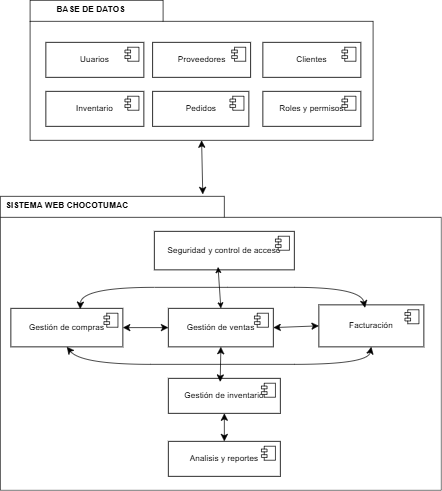 BASE DE DATOS
Uuarios
Proveedores
Clientes
Inventario
Pedidos
Roles y permisos
SISTEMA WEB CHOCOTUMAC
Seguridad y control de acceso
Gestión de compras
Gestión de ventas
Facturación
Gestión de inventario
Analisis y reportes